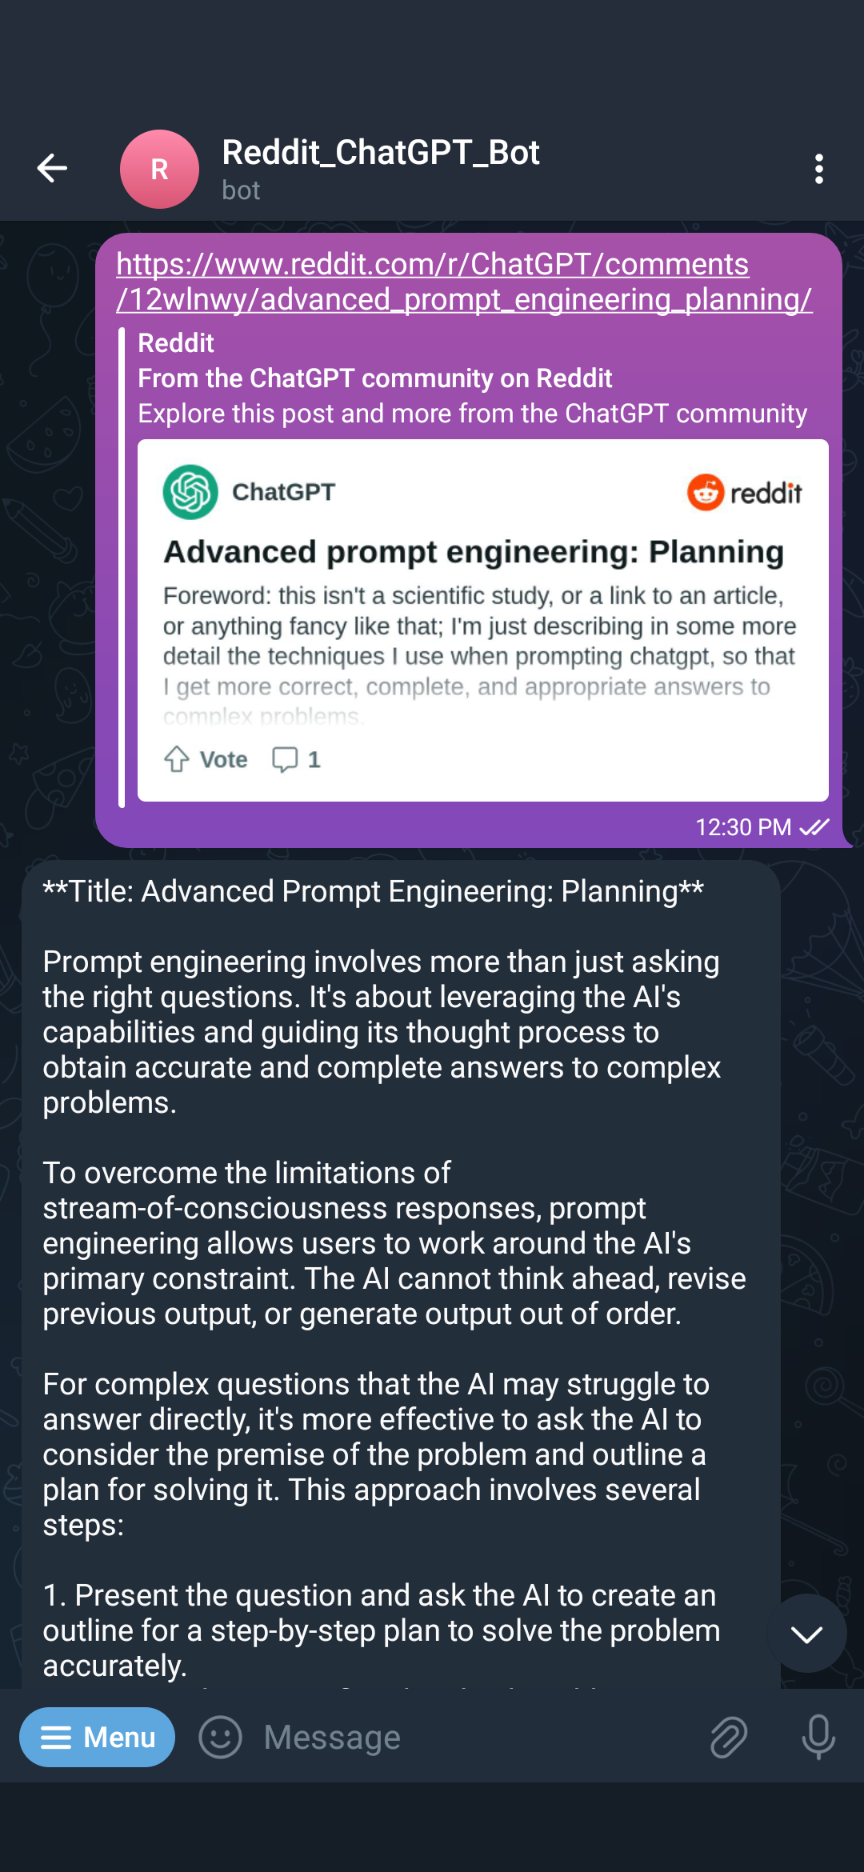 R
Reddit_ChatGPT_Bot
bot
https://www.reddit.com/r/ChatGPT/comments
/12wlnwy/advanced_prompt_engineering_planning/
Reddit
From the ChatGPT community on Reddit
Explore this post and more from the ChatGPT community
ChatGPT
reddit
Advanced prompt engineering: Planning
Foreword: this isn't a scientific study, or a link to an article,
or anything fancy like that; I'm just describing in some more
detail the techniques I use when prompting chatgpt, so that
I get more correct, complete, and appropriate answers to
complex problems.
Vote 1
12:30 PM
**Title: Advanced Prompt Engineering: Planning**
Prompt engineering involves more than just asking
the right questions. It's about leveraging the AI's
capabilities and guiding its thought process to
obtain accurate and complete answers to complex
problems.
To overcome the limitations of
stream-of-consciousness responses, prompt
engineering allows users to work around the AI's
primary constraint. The AI cannot think ahead, revise
previous output, or generate output out of order.
For complex questions that the AI may struggle to
answer directly, it's more effective to ask the AI to
consider the premise of the problem and outline a
plan for solving it. This approach involves several
steps:
1. Present the question and ask the AI to create an
outline for a step-by-step plan to solve the problem
accurately.
Menu
Message